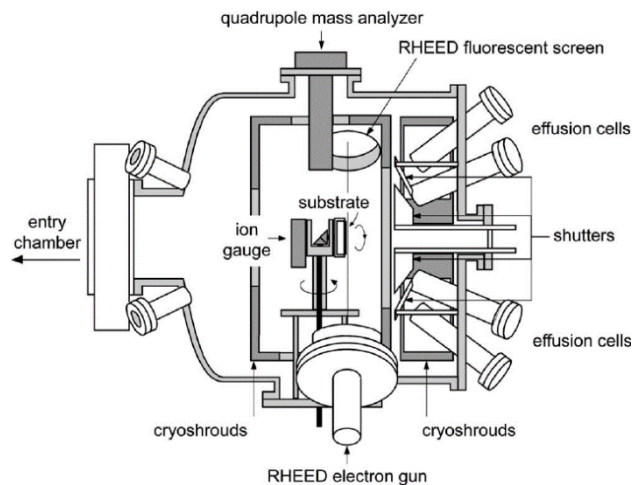 quadrupole mass analyzer
RHEED fluorescent screen
effusion cells
substrate
entry
chamber
ion
gauge
shutters
effusion cells
cryoshrouds
cryoshrouds
RHEED electron gun